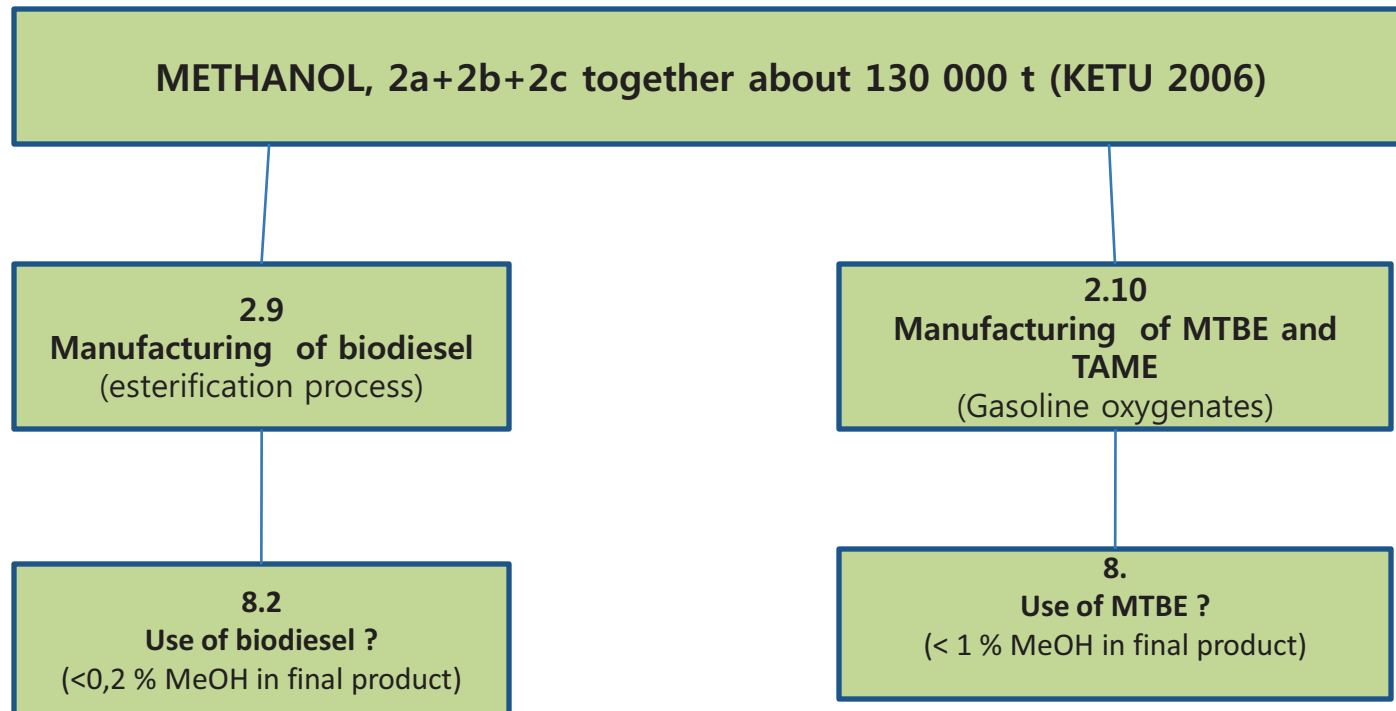 METHANOL, 2a+2b+2c together about 130 000 t (KETU 2006)
2.9
Manufacturing of biodiesel
(esterification process)
2.10
Manufacturing of MTBE and
TAME
(Gasoline oxygenates)
8.2
Use of biodiesel ?
(<0,2 % MeOH in final product)
8.
Use of MTBE ?
(< 1 % MeOH in final product)